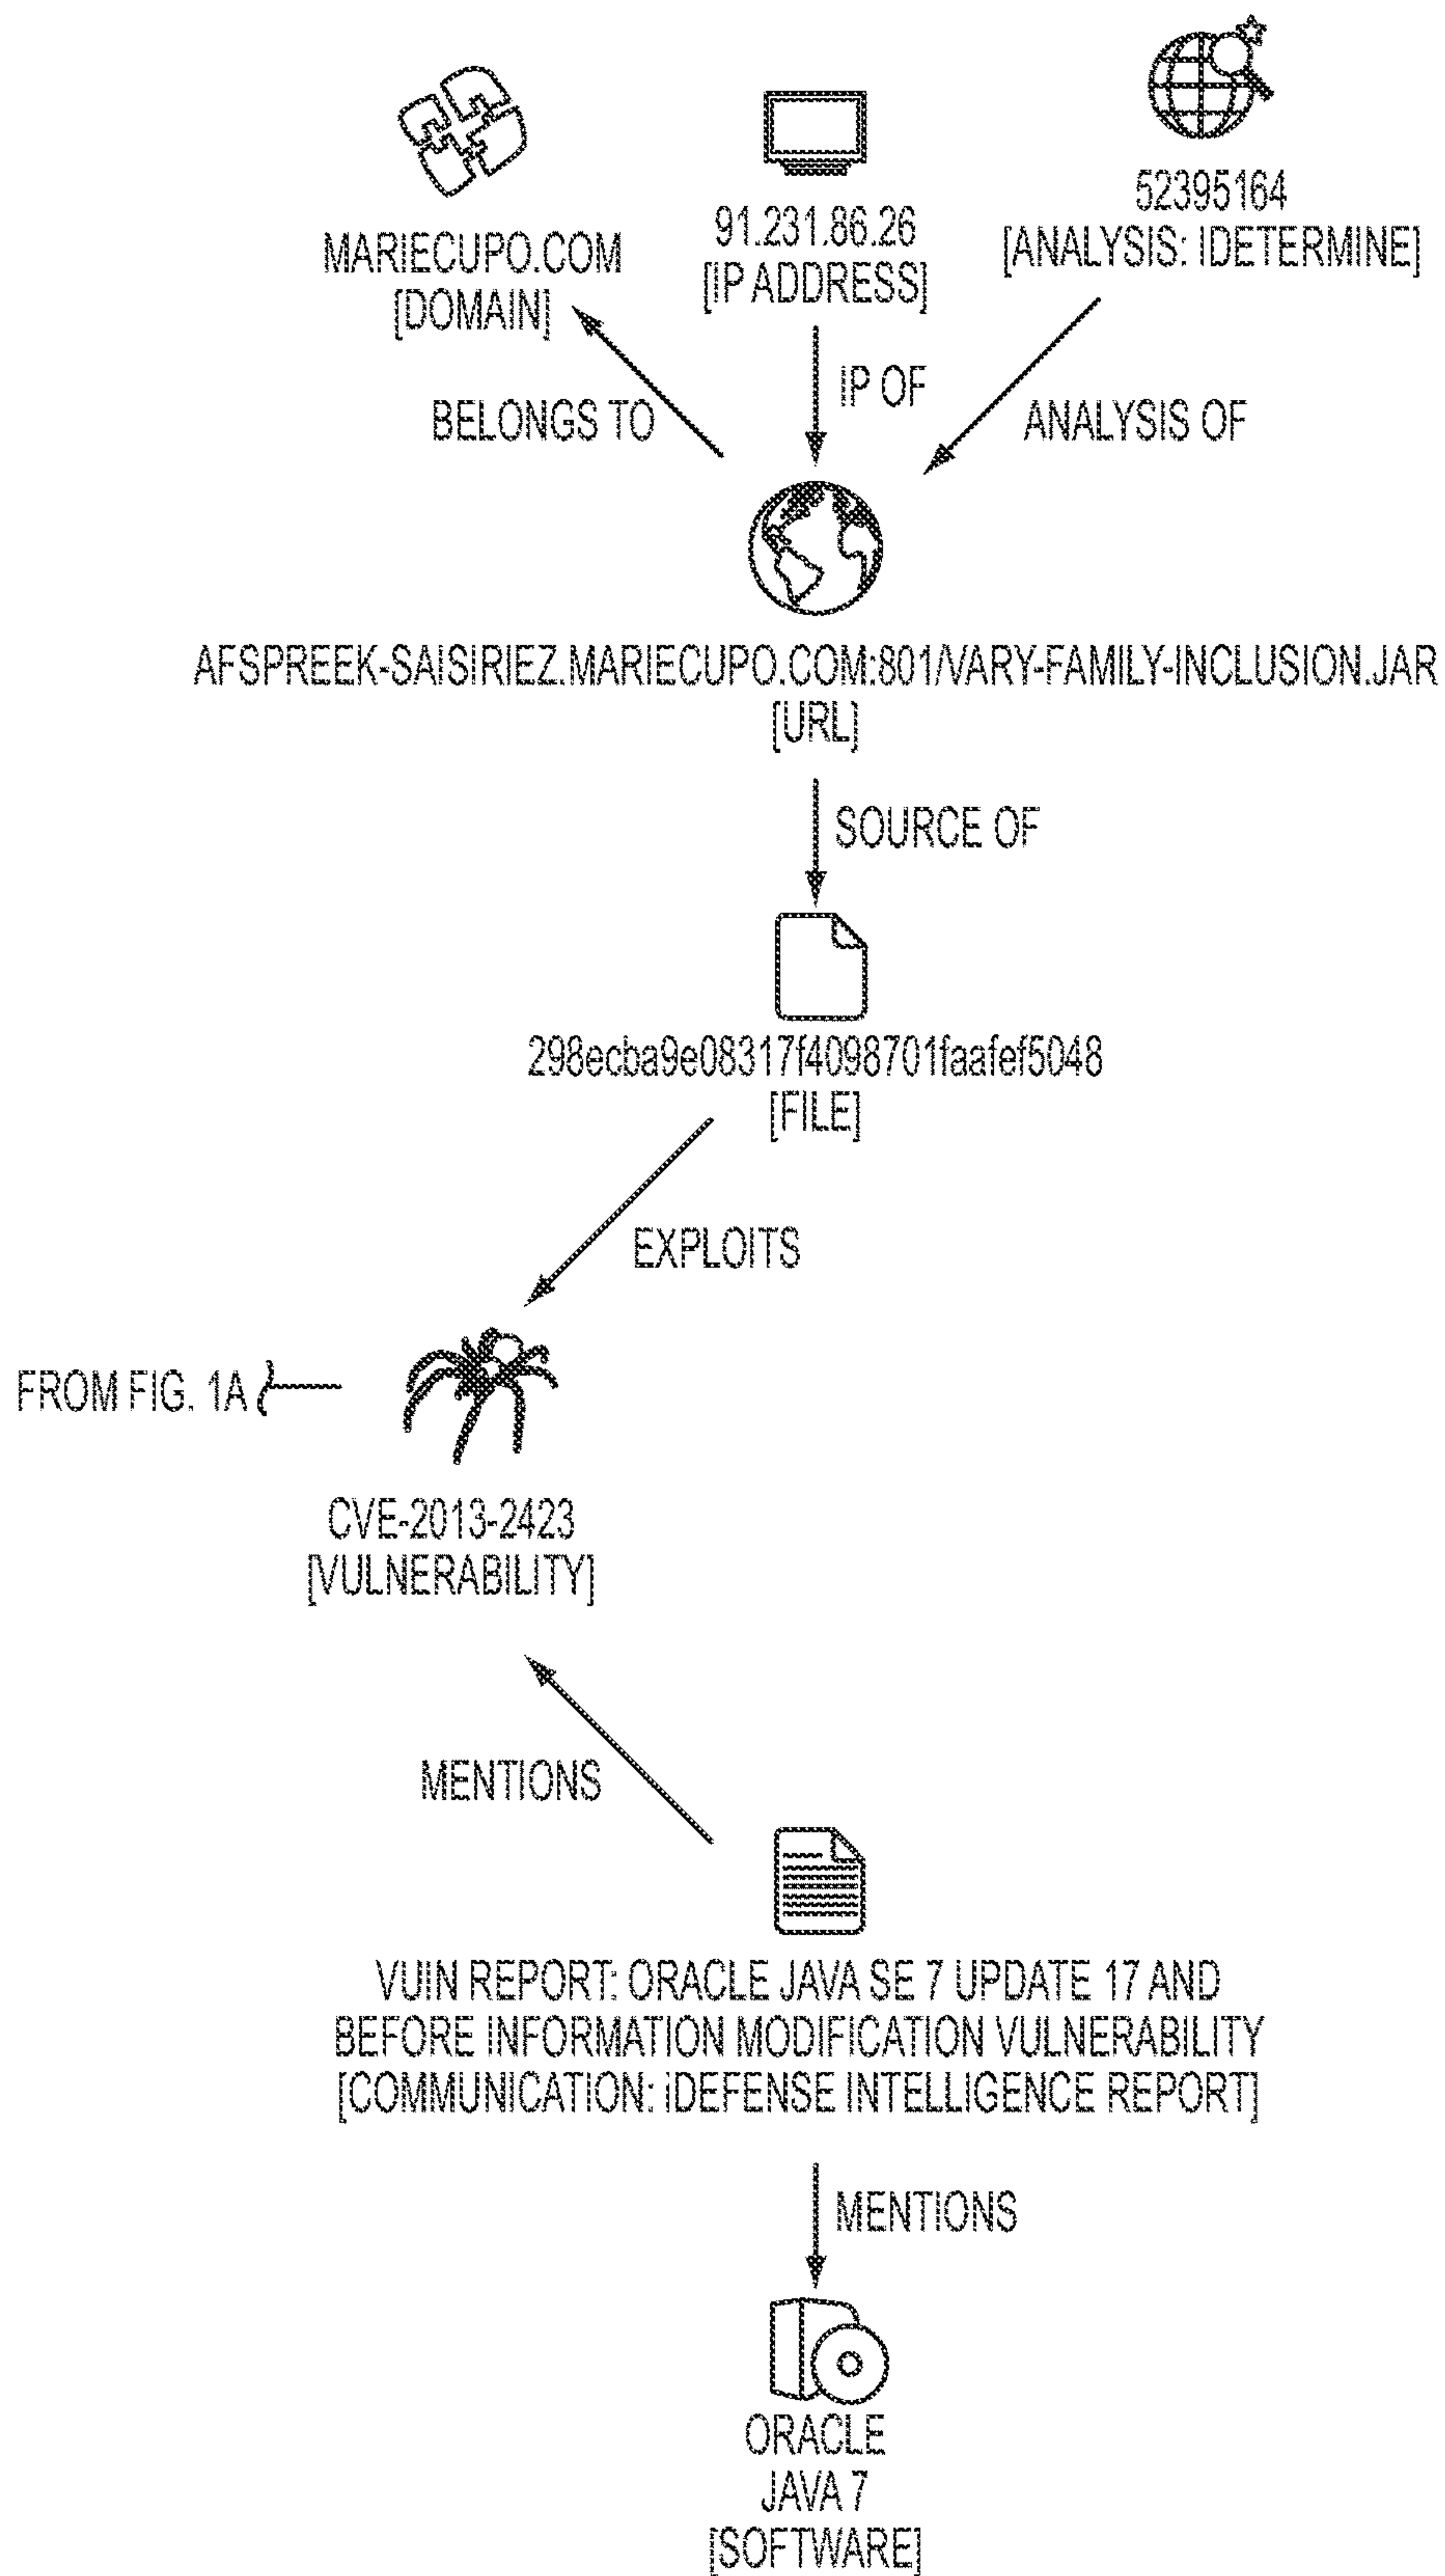 MARIECUPO.COM
[DOMAIN]
91.231.86.26
[IP ADDRESS]
52395164
[ANALYSIS: IDETERMINE]
BELONGS TO
IP OF
ANALYSIS OF
AFSPREEK-SAISIRIEZ.MARIECUPO.COM:801/VARY-FAMILY-INCLUSION.JAR
[URL]
SOURCE OF
298ecba9e08317f4098701faafef5048
[FILE]
EXPLOITS
FROM FIG. 1A
CVE-2013-2423
[VULNERABILITY]
MENTIONS
VUIN REPORT: ORACLE JAVA SE 7 UPDATE 17 AND
BEFORE INFORMATION MODIFICATION VULNERABILITY
[COMMUNICATION: iDEFENSE INTELLIGENCE REPORT]
MENTIONS
ORACLE
JAVA 7
[SOFTWARE]